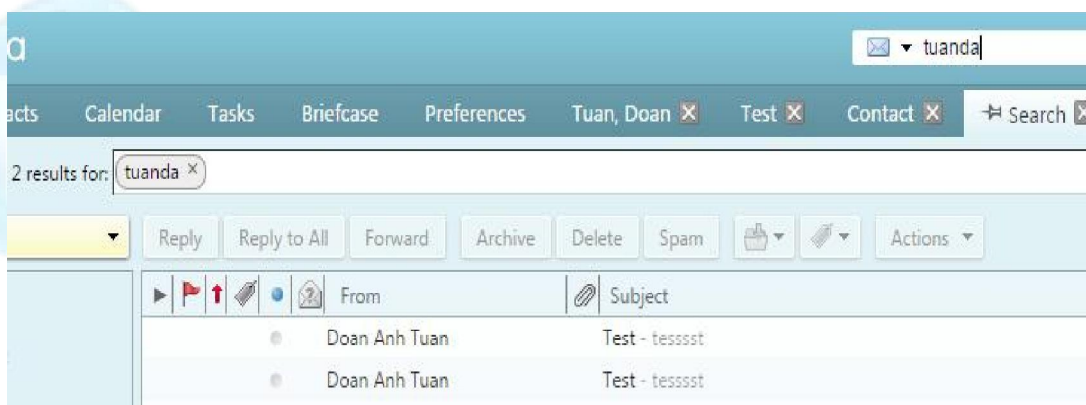 a
tuanda
acts Calendar Tasks Briefcase Preferences Tuan, Doan Test Contact Search
2 results for: tuanda
Reply Reply to All Forward Archive Delete Spam Actions
From Subject
Doan Anh Tuan Test - tesssst
Doan Anh Tuan Test - tesssst